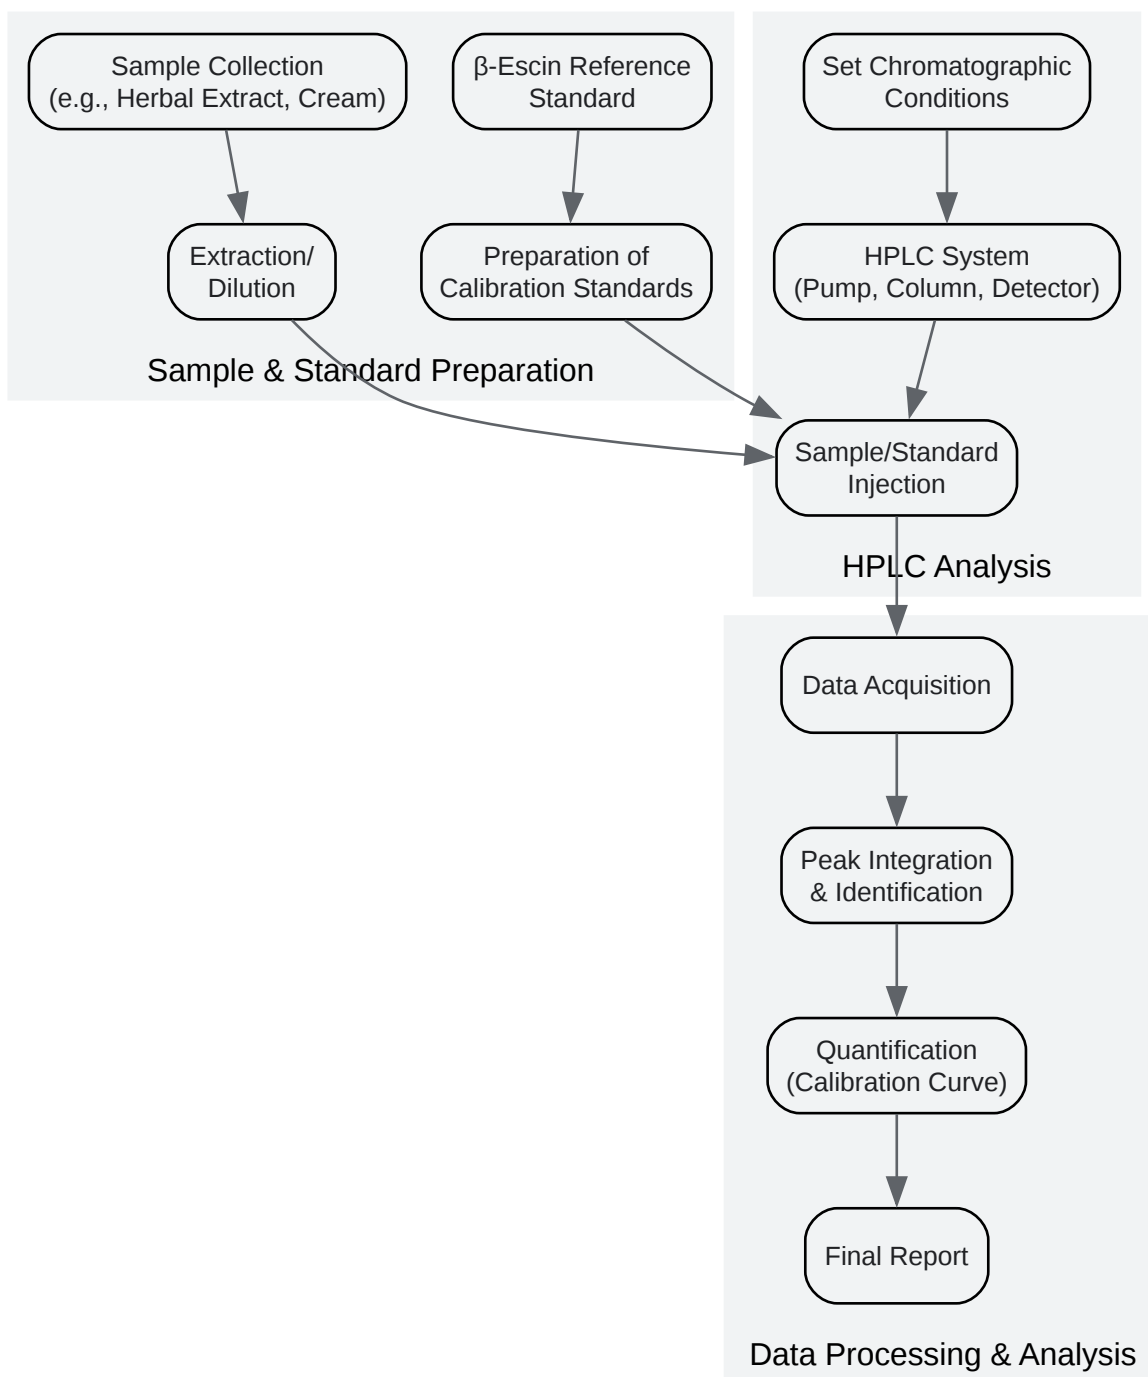 Sample Collection
(e.g., Herbal Extract, Cream)
β-Escin Reference
Standard
Extraction/
Dilution
Preparation of
Calibration Standards
Sample & Standard Preparation
Set Chromatographic
Conditions
HPLC System
(Pump, Column, Detector)
Sample/Standard
Injection
HPLC Analysis
Data Acquisition
Peak Integration
& Identification
Quantification
(Calibration Curve)
Final Report
Data Processing & Analysis